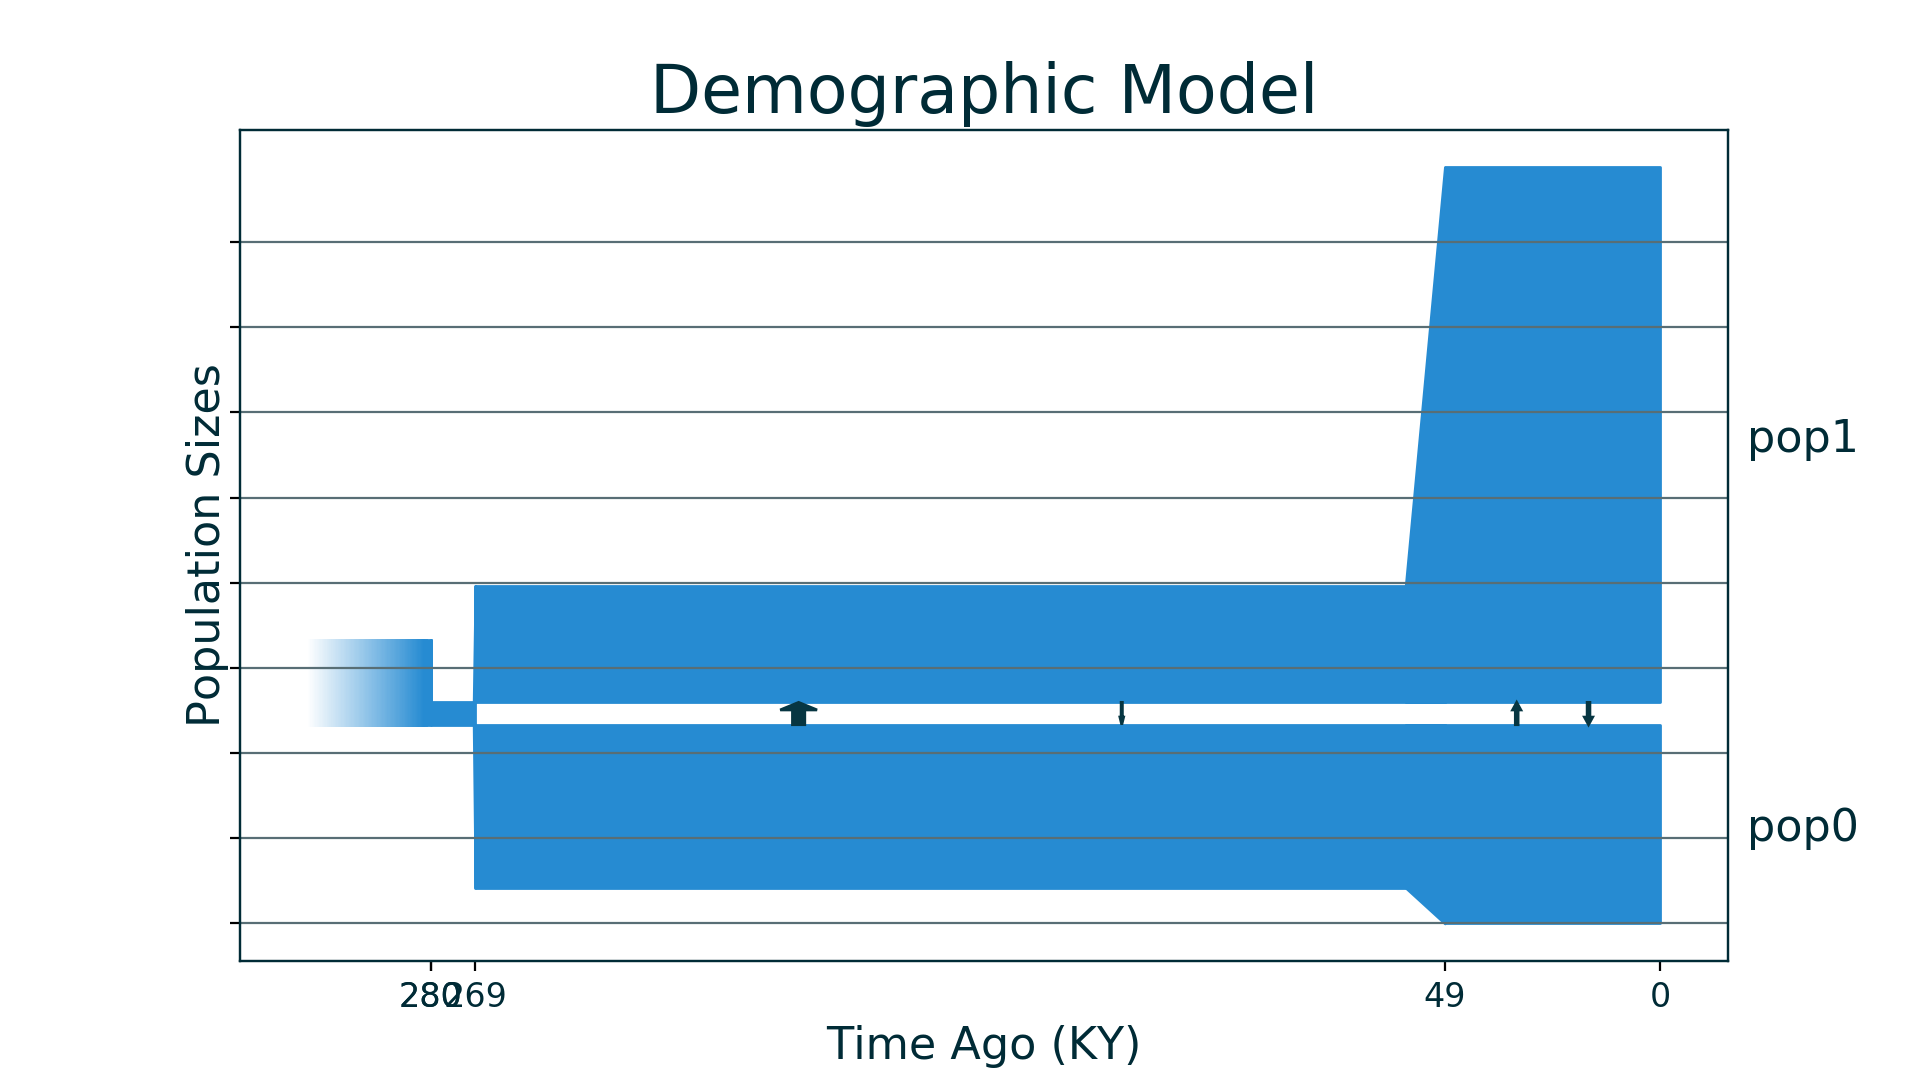 Demographic Model
Population Sizes
pop1
pop0
280
269
49
0
Time Ago (KY)